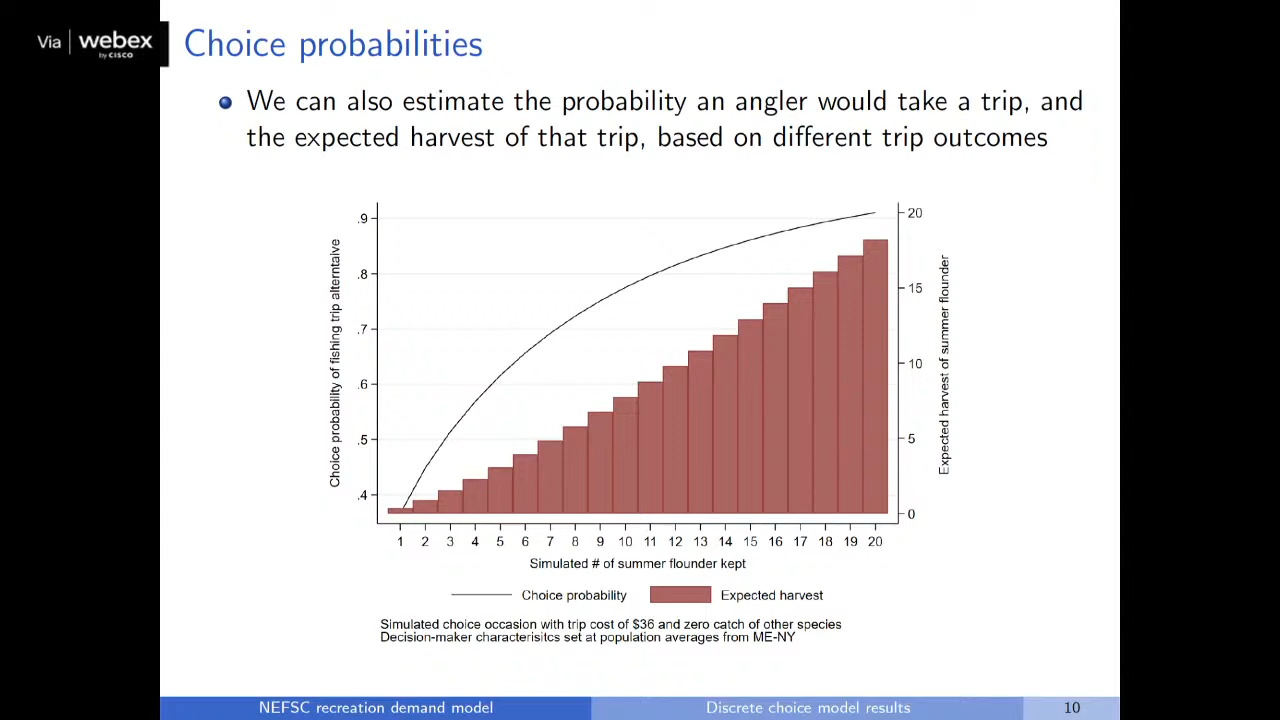 Via webex
by CISCO
Choice probabilities
We can also estimate the probability an angler would take a trip, and
the expected harvest of that trip, based on different trip outcomes
Choice probability of fishing trip alterntaive
.9
.8
.7
.6
.5
.4
20
15
10
5
0
Expected harvest of summer flounder
1 2 3 4 5 6 7 8 9 10 11 12 13 14 15 16 17 18 19 20
Simulated # of summer flounder kept
Choice probability Expected harvest
Simulated choice occasion with trip cost of $36 and zero catch of other species
Decision-maker characterisitcs set at population averages from ME-NY
NEFSC recreation demand model Discrete choice model results 10